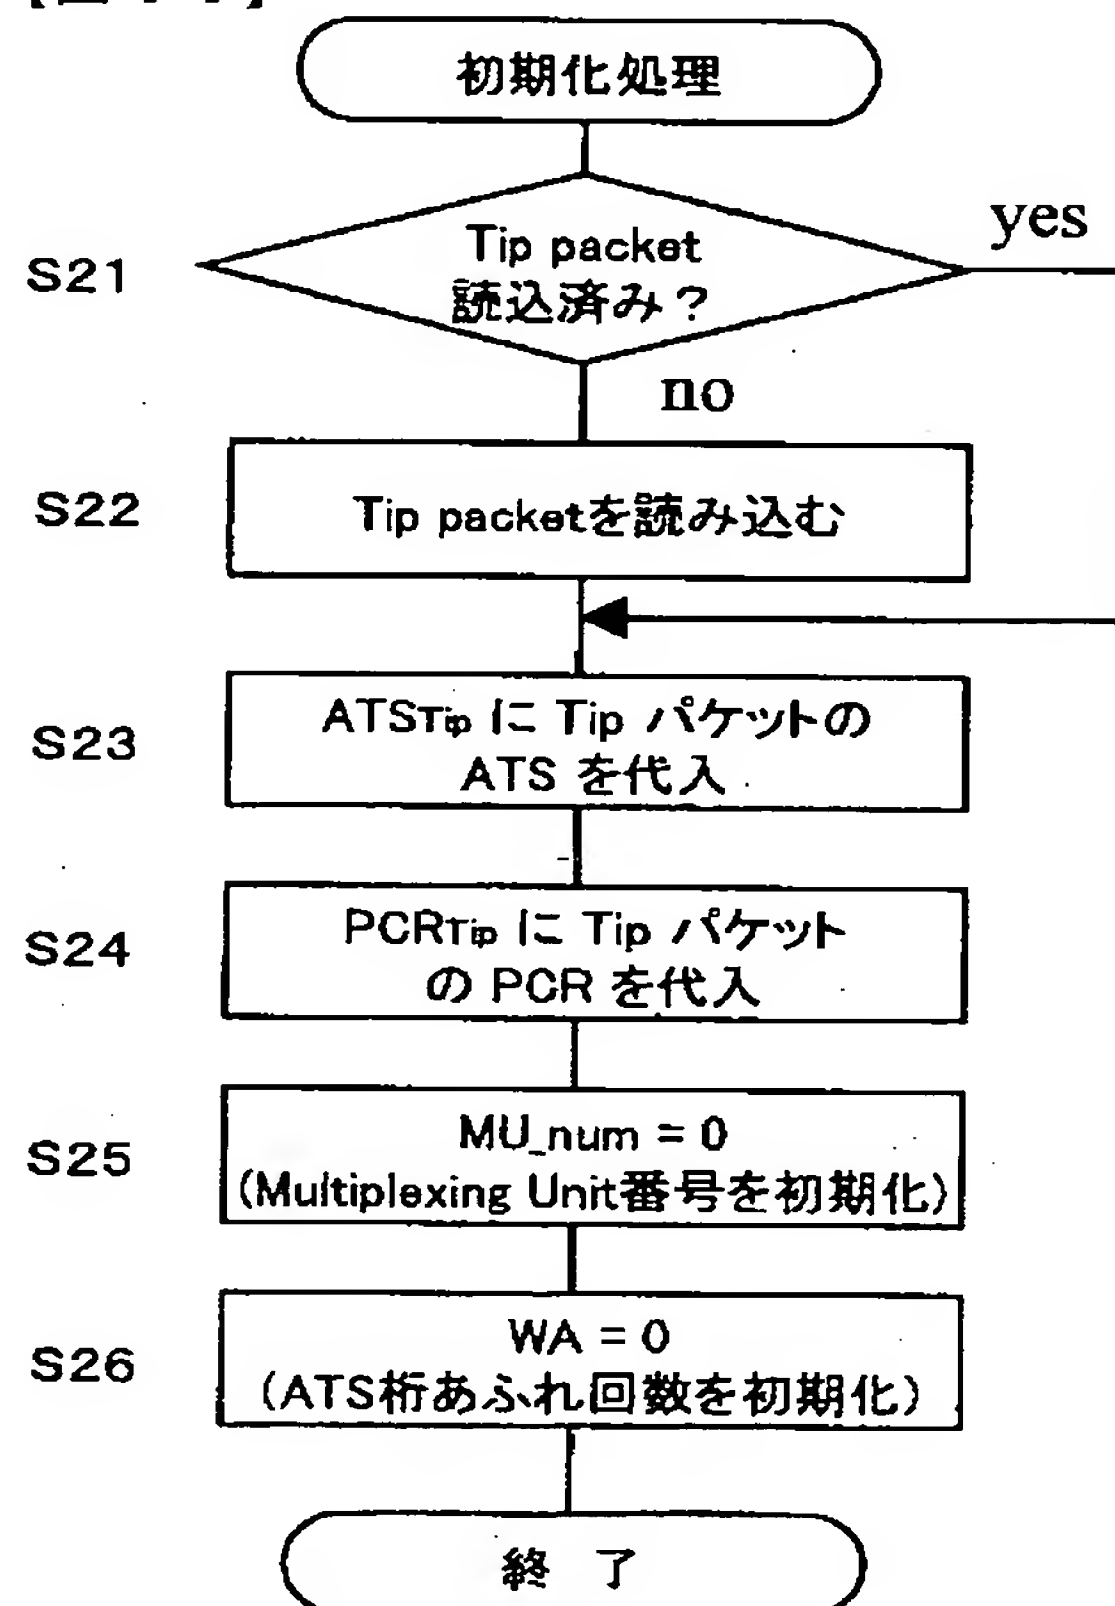 初期化処理
S21
Tip packet
読込済み？
yes
no
S22
Tip packetを読み込む
S23
ATSTip に Tip パケットの
ATS を代入
S24
PCRTip に Tip パケット
の PCR を代入
S25
MU_num = 0
(Multiplexing Unit番号を初期化)
S26
WA = 0
(ATS桁あふれ回数を初期化)
終 了